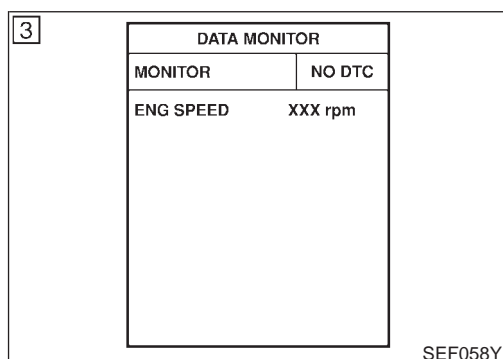 3
DATA MONITOR
MONITOR NO DTC
ENG SPEED XXX rpm
SEF058Y